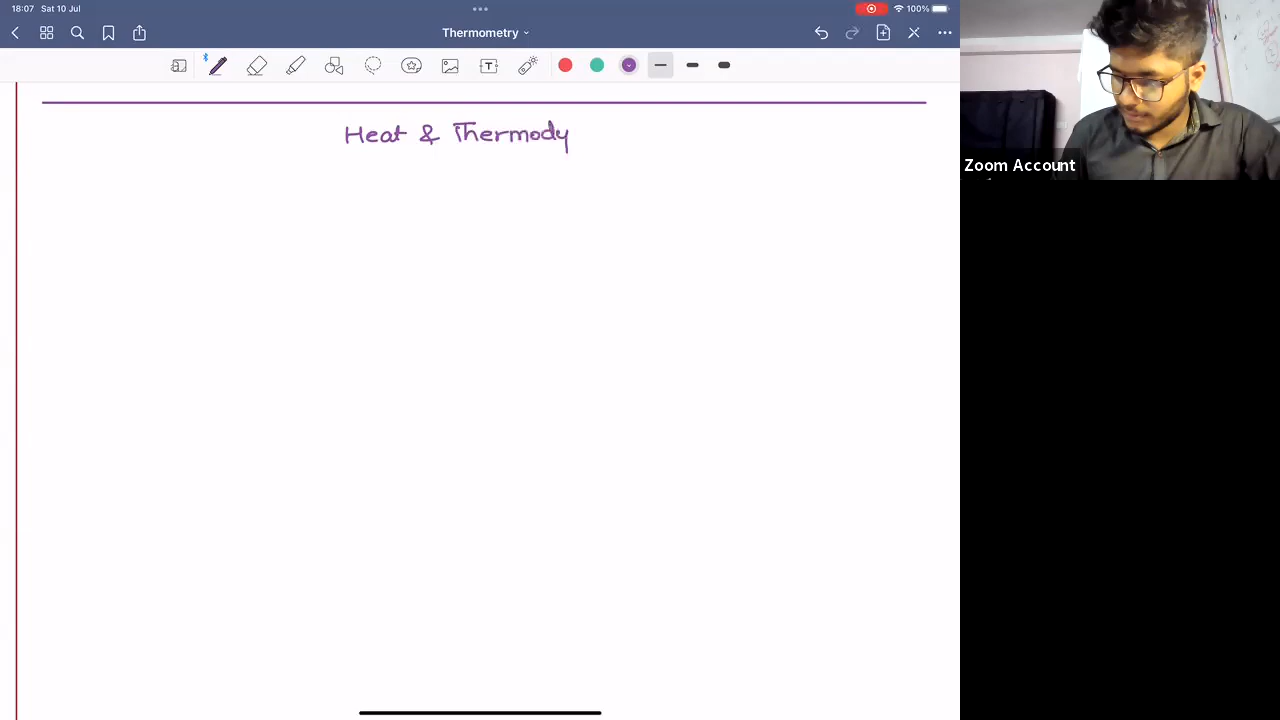 18:07 Sat 10 Jul
100%
Thermometry
T
Heat & Thermody
Zoom Account